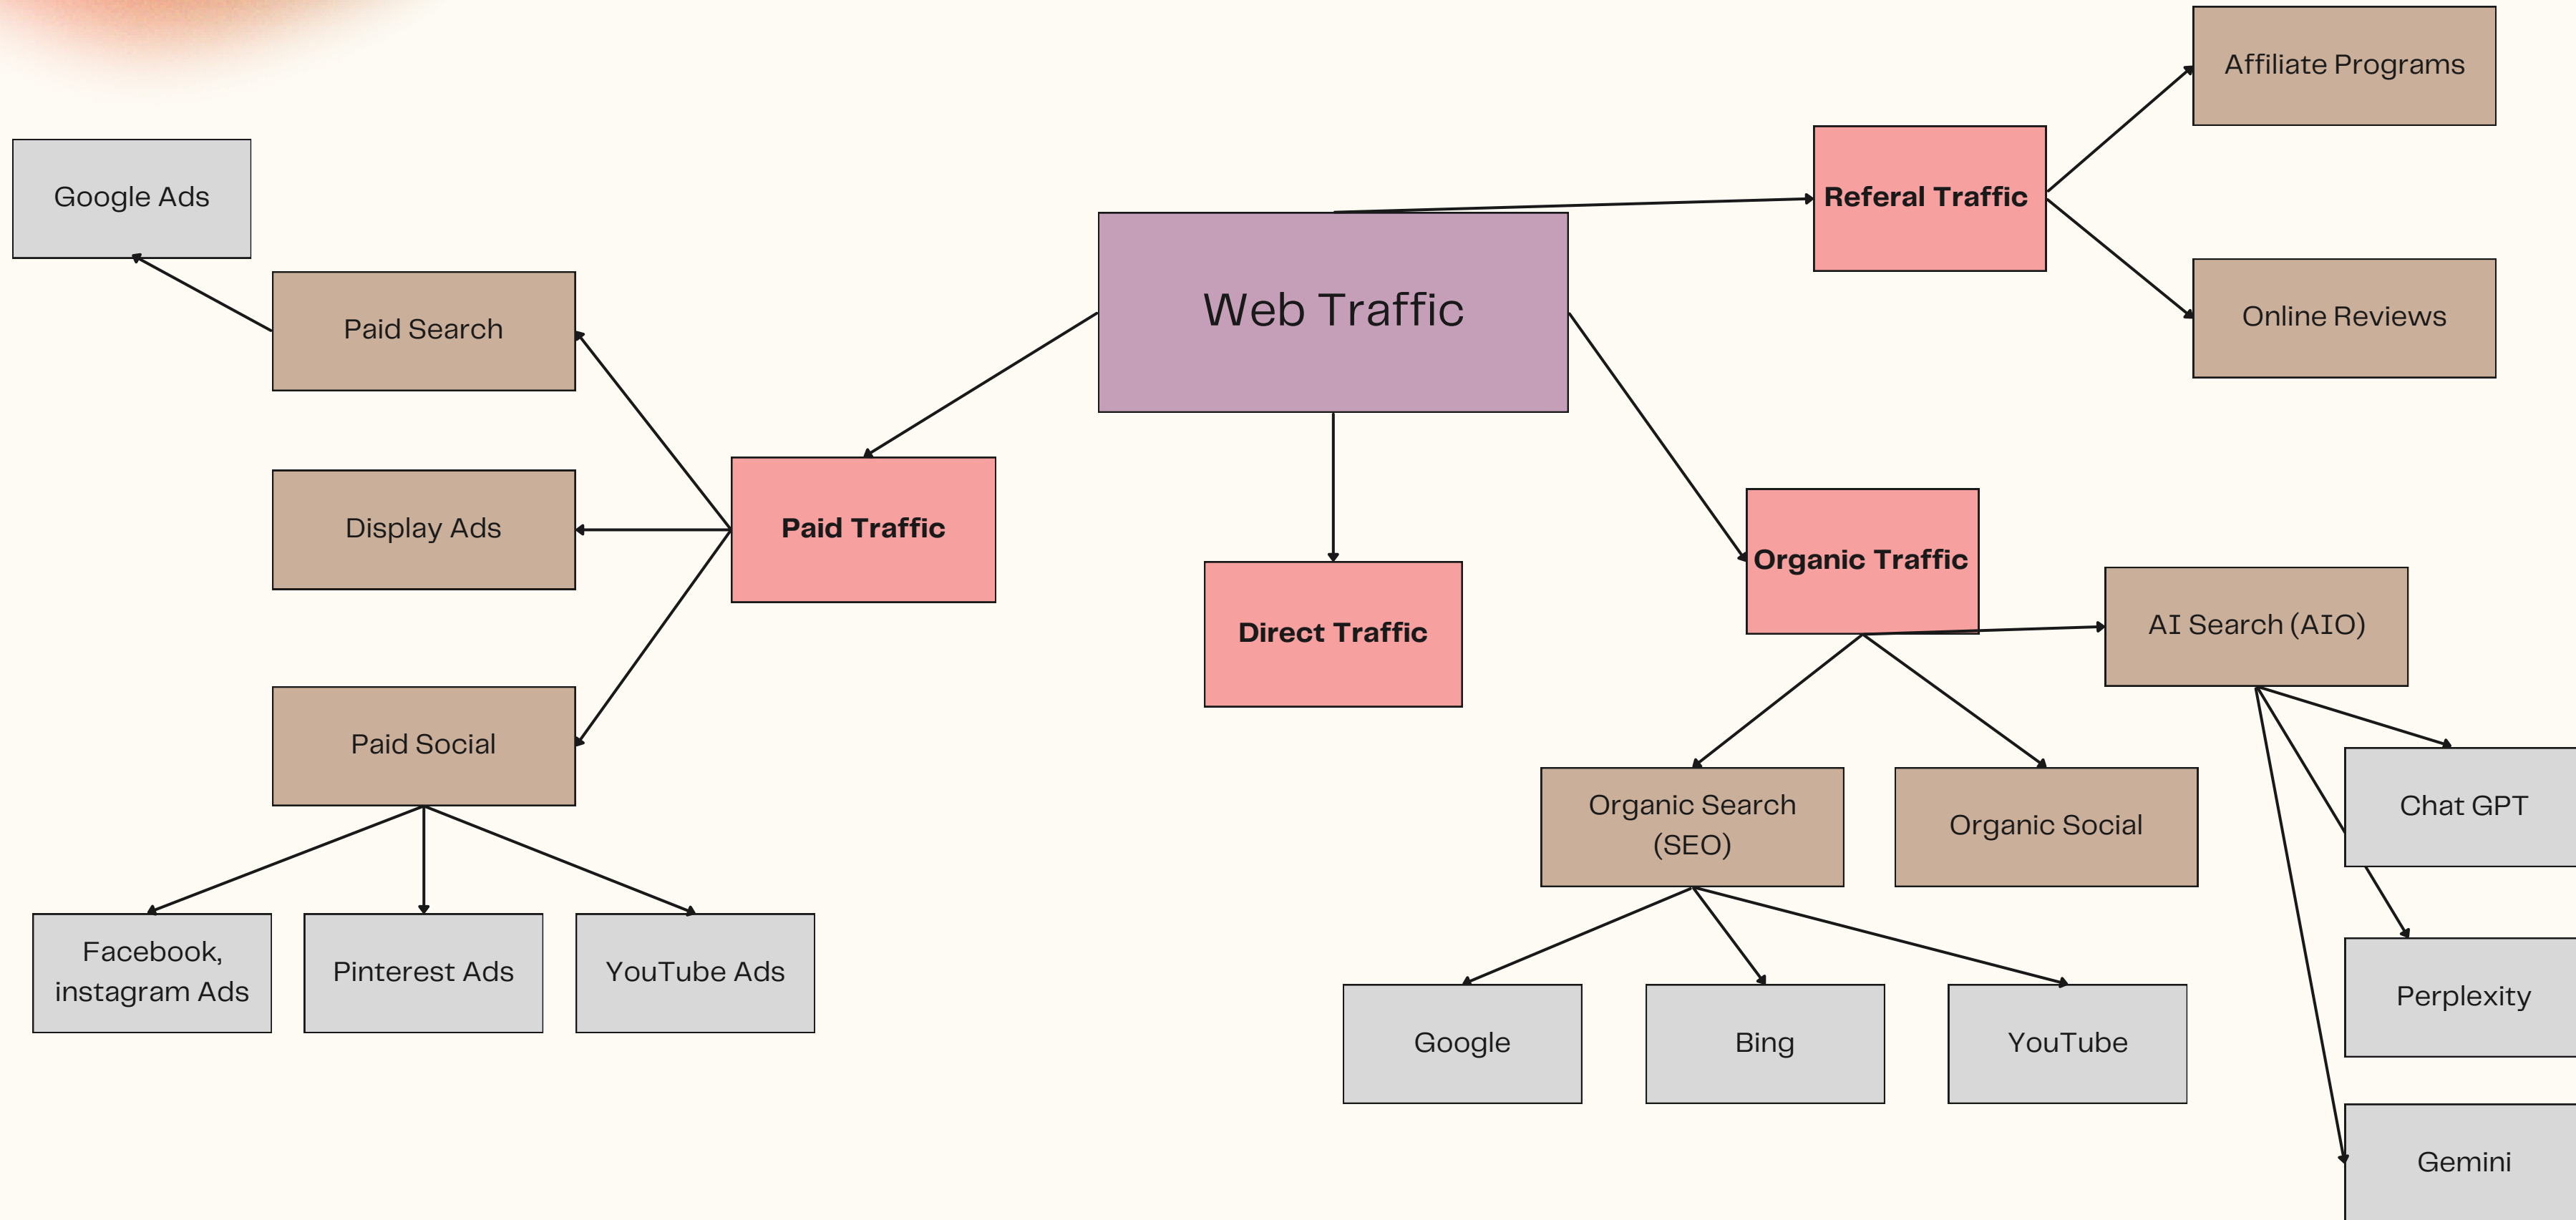 Affiliate Programs
Google Ads
Referal Traffic
Web Traffic
Online Reviews
Paid Search
Display Ads
Paid Traffic
Organic Traffic
Direct Traffic
AI Search (AIO)
Paid Social
Organic Search
(SEO)
Organic Social
Chat GPT
Facebook,
instagram Ads
Pinterest Ads
YouTube Ads
Perplexity
Google
Bing
YouTube
Gemini